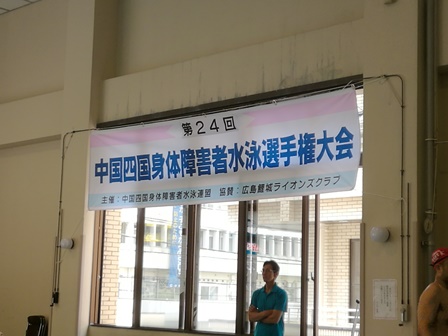 第24回
中国四国身体障害者水泳選手権大会
主催:中国四国身体障害者水泳連盟 協賛:広島鯉城ライオンズクラブ